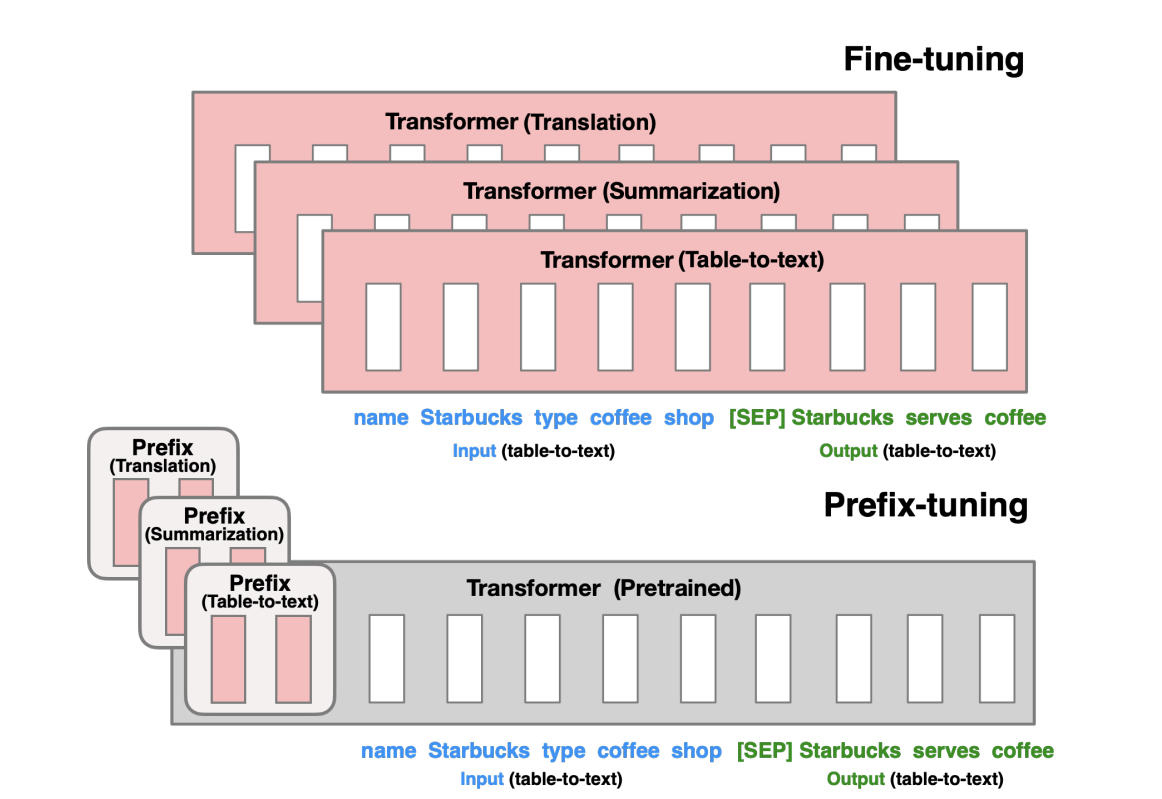 Fine-tuning
Transformer (Translation)
Transformer (Summarization)
Transformer (Table-to-text)
name Starbucks type coffee shop [SEP] Starbucks serves coffee
Input (table-to-text) Output (table-to-text)
Prefix-tuning
Prefix
(Translation)
Prefix
(Summarization)
Prefix
(Table-to-text)
Transformer (Pretrained)
name Starbucks type coffee shop [SEP] Starbucks serves coffee
Input (table-to-text) Output (table-to-text)